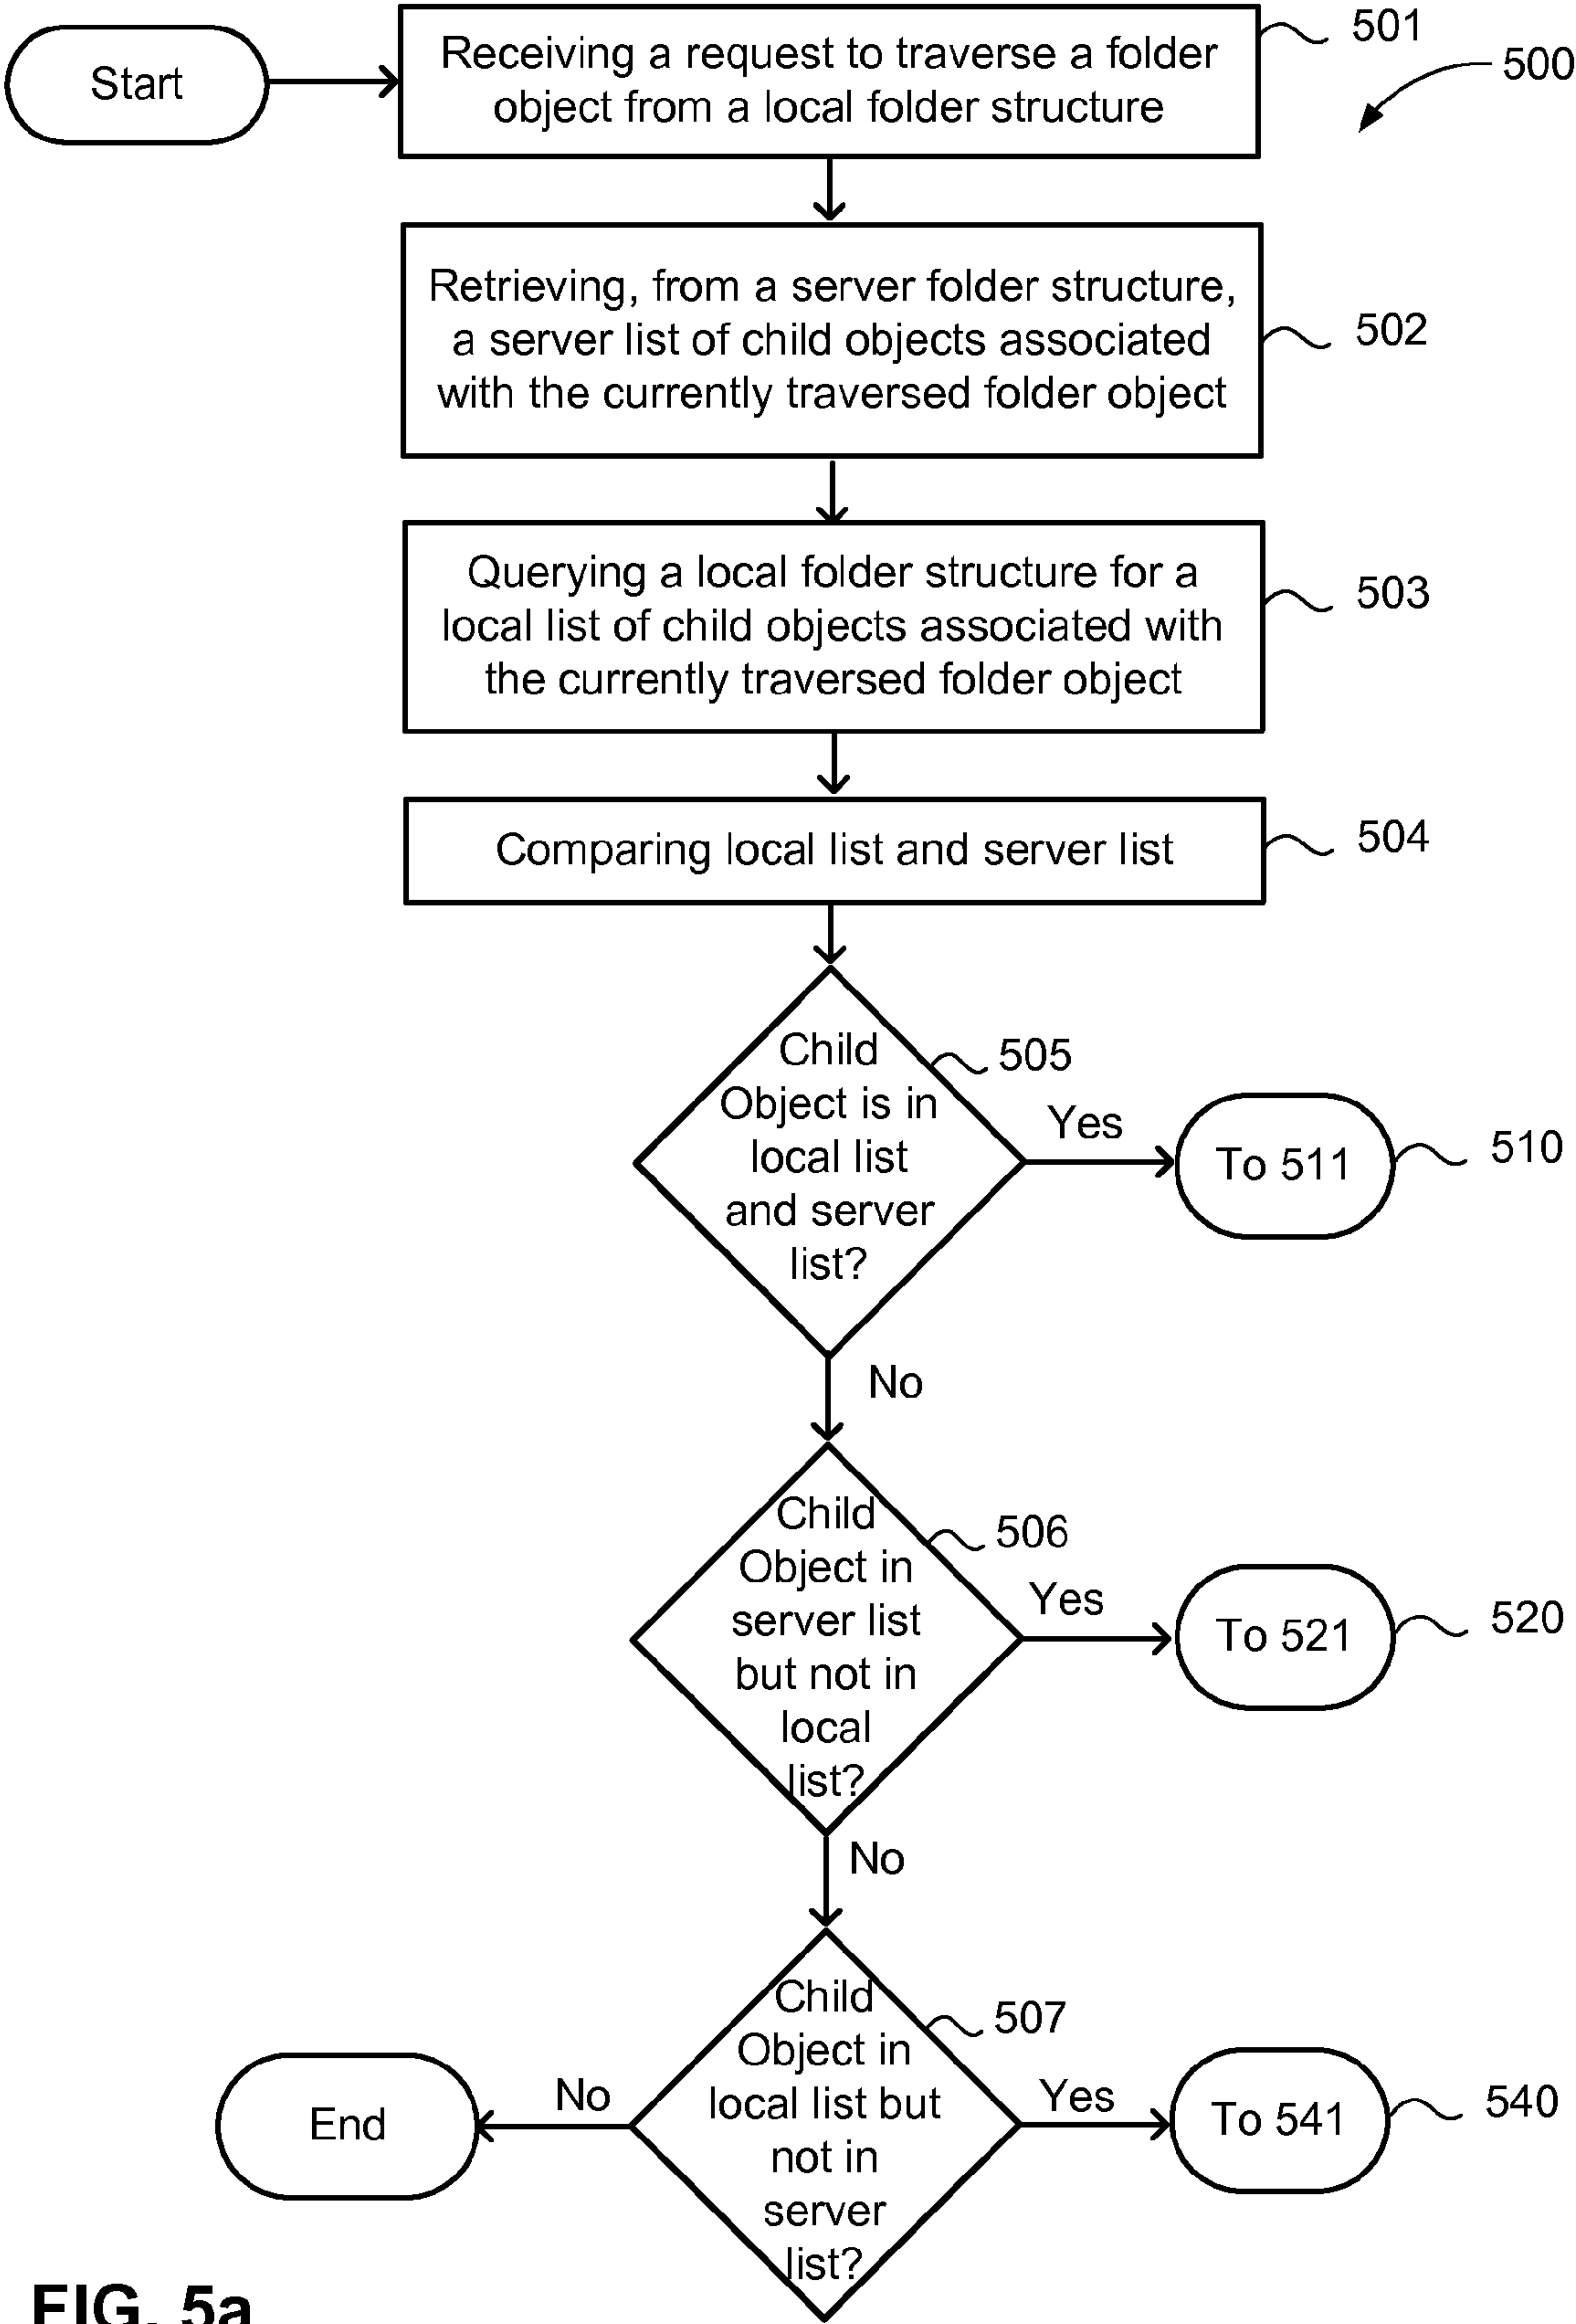 Start
Receiving a request to traverse a folder
object from a local folder structure
501
500
Retrieving, from a server folder structure,
a server list of child objects associated
with the currently traversed folder object
502
Querying a local folder structure for a
local list of child objects associated with
the currently traversed folder object
503
Comparing local list and server list
504
Child
Object is in
local list
and server
list?
505
Yes
To 511
510
No
Child
Object in
server list
but not in
local
list?
506
Yes
To 521
520
No
Child
Object in
local list but
not in
server
list?
507
Yes
To 541
540
No
End
FIG. 5a